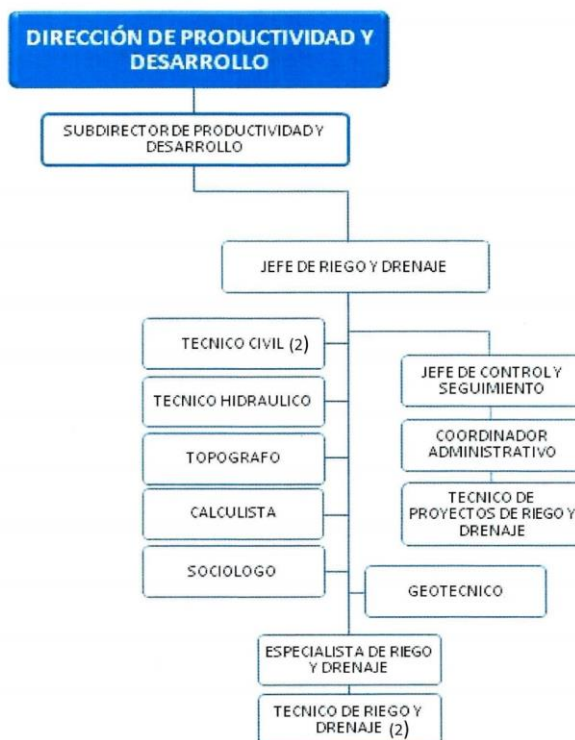 DIRECCIÓN DE PRODUCTIVIDAD Y
DESARROLLO
SUBDIRECTOR DE PRODUCTIVIDAD Y
DESARROLLO
JEFE DE RIEGO Y DRENAJE
TECNICO CIVIL (2)
TECNICO HIDRAULICO
TOPOGRAFO
CALCULISTA
SOCIOLOGO
JEFE DE CONTROL Y
SEGUIMIENTO
COORDINADOR
ADMINISTRATIVO
TECNICO DE
PROYECTOS DE RIEGO Y
DRENAJE
GEOTECNICO
ESPECIALISTA DE RIEGO
Y DRENAJE
TECNICO DE RIEGO Y
DRENAJE (2)